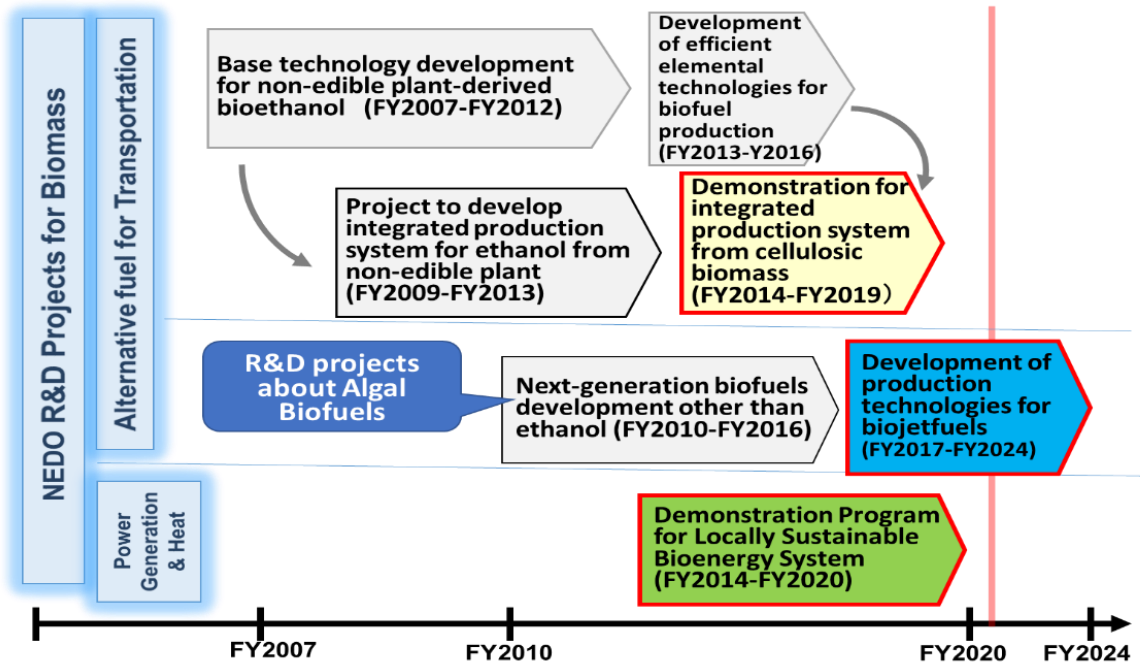 NEDO R&D Projects for Biomass
Alternative fuel for Transportation
Base technology development
for non-edible plant-derived
bioethanol (FY2007-FY2012)
Development
of efficient
elemental
technologies for
biofuel
production
(FY2013-Y2016)
Project to develop
integrated production
system for ethanol from
non-edible plant
(FY2009-FY2013)
Demonstration for
integrated
production system
from cellulosic
biomass
(FY2014-FY2019）
R&D projects
about Algal
Biofuels
Next-generation biofuels
development other than
ethanol (FY2010-FY2016)
Development of
production
technologies for
biojetfuels
(FY2017-FY2024)
Power
Generation
& Heat
Demonstration Program
for Locally Sustainable
Bioenergy System
(FY2014-FY2020)
FY2007
FY2010
FY2020
FY2024